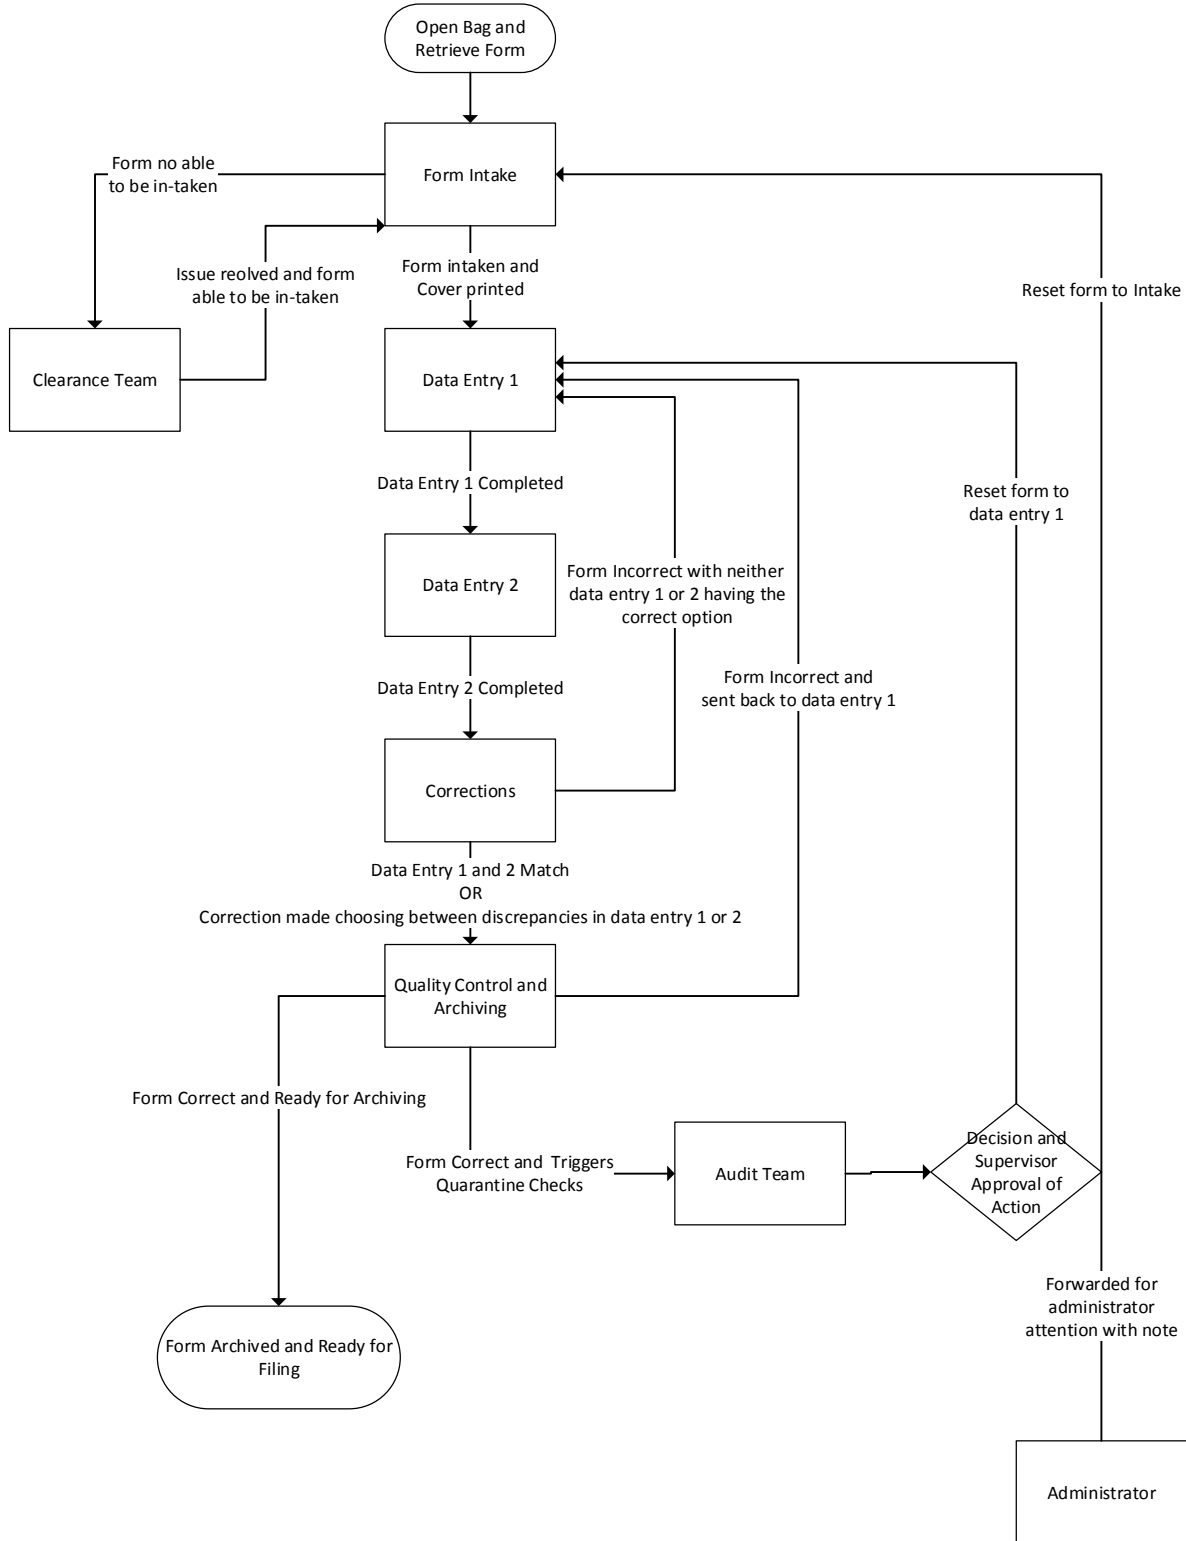 Open Bag and
Retrieve Form
Form Intake
Form no able
to be in-taken
Issue reolved and form
able to be in-taken
Form intaken and
Cover printed
Reset form to Intake
Clearance Team
Data Entry 1
Data Entry 1 Completed
Reset form to
data entry 1
Data Entry 2
Form Incorrect with neither
data entry 1 or 2 having the
correct option
Data Entry 2 Completed
Form Incorrect and
sent back to data entry 1
Corrections
Data Entry 1 and 2 Match
OR
Correction made choosing between discrepancies in data entry 1 or 2
Quality Control and
Archiving
Form Correct and Ready for Archiving
Form Correct and  Triggers
Quarantine Checks
Audit Team
Decision and
Supervisor
Approval of
Action
Forwarded for
administrator
attention with note
Form Archived and Ready for
Filing
Administrator